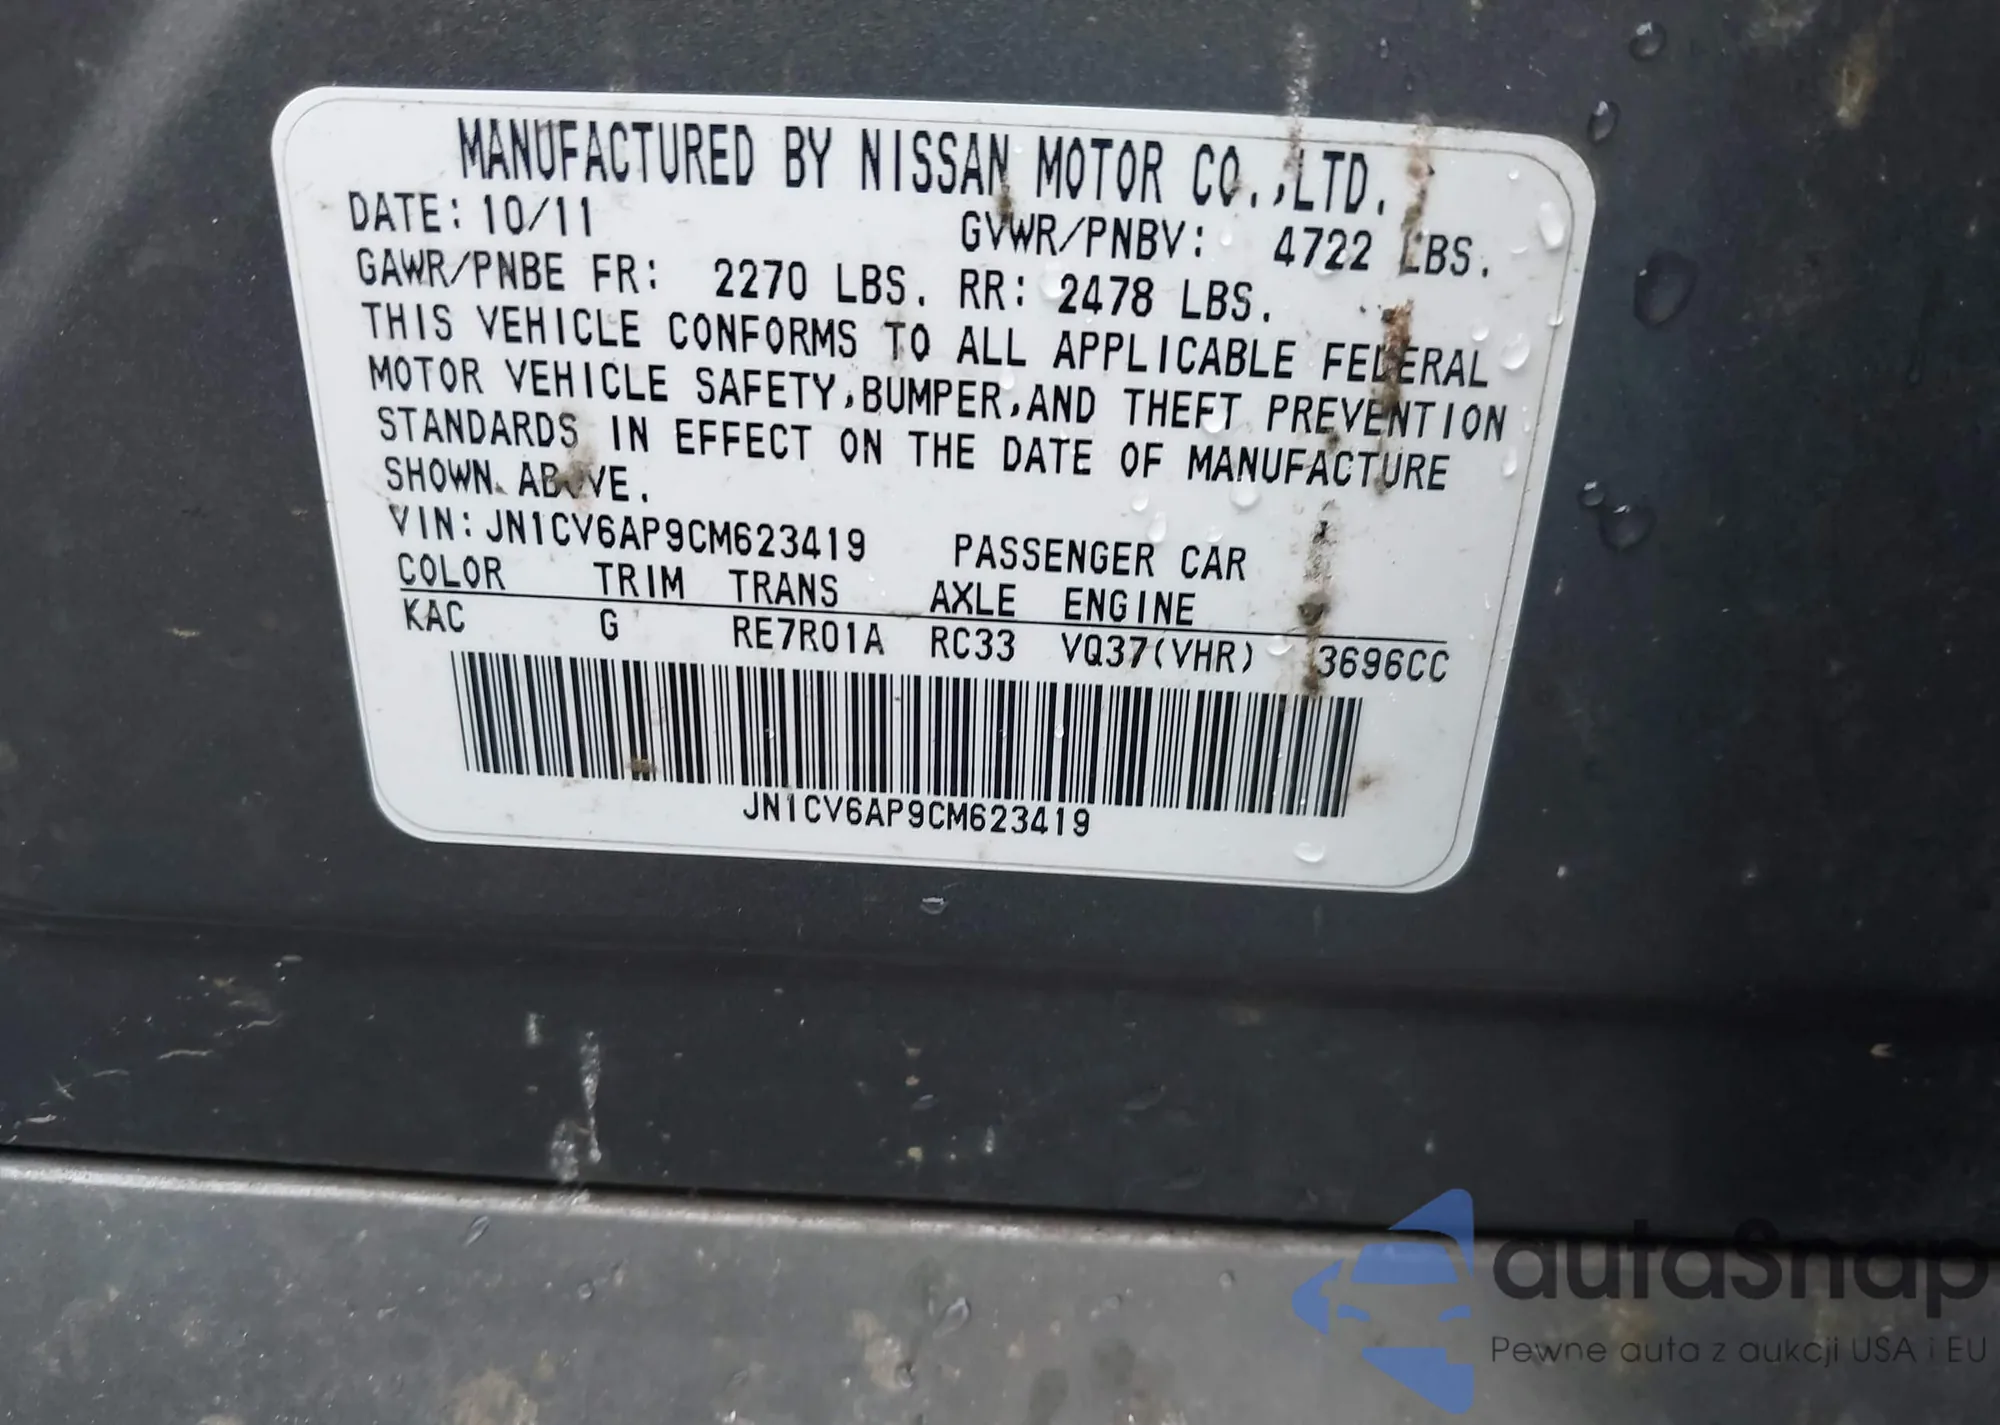 MANUFACTURED BY NISSAN MOTOR CO.,LTD.
DATE: 10/11 GVWR/PNBV: 4722 LBS.
GAWR/PNBE FR: 2270 LBS. RR: 2478 LBS.
THIS VEHICLE CONFORMS TO ALL APPLICABLE FEDERAL
MOTOR VEHICLE SAFETY,BUMPER,AND THEFT PREVENTION
STANDARDS IN EFFECT ON THE DATE OF MANUFACTURE
SHOWN ABOVE.
VIN: JN1CV6AP9CM623419 PASSENGER CAR
COLOR TRIM TRANS AXLE ENGINE
KAC G RE7R01A RC33 VQ37(VHR) 3696CC
JN1CV6AP9CM623419
autoSnap
Pewne auta z aukcji USA i EU